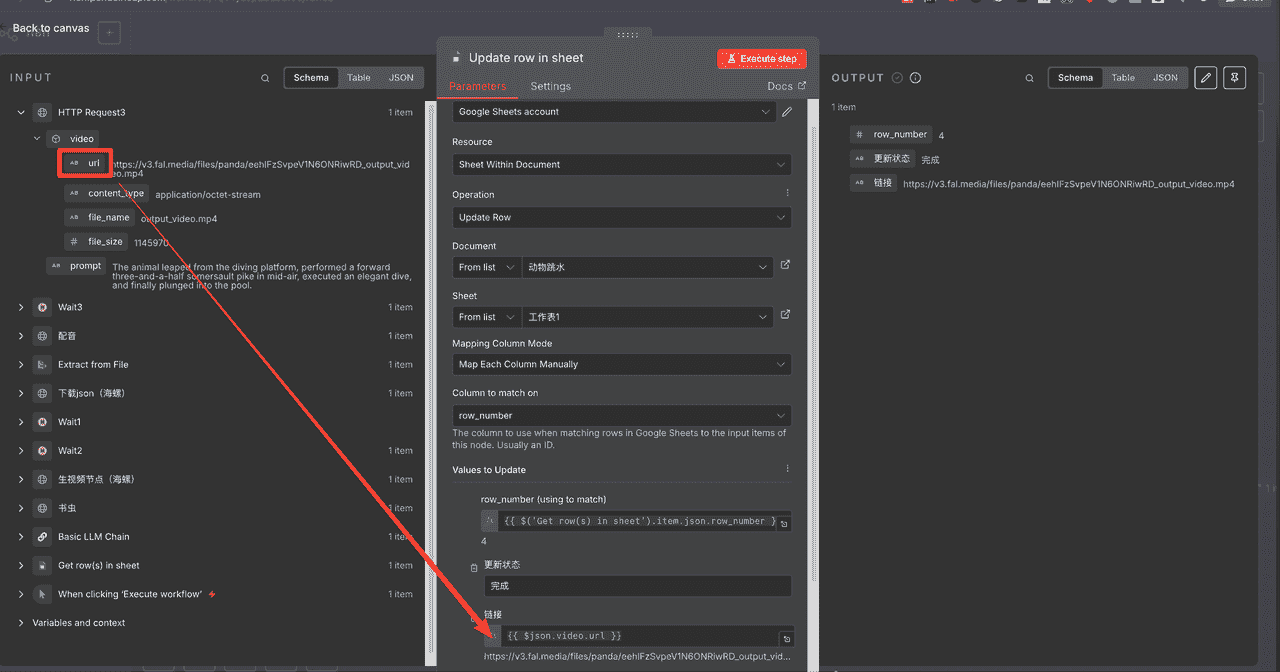 Back to canvas
INPUT
Schema
Table
JSON
HTTP Request3
1 item
video
url
https://v3.fal.media/files/panda/eehIFzSvpeV1N6ONRiwRD_output_vid
eo.mp4
content_type
application/octet-stream
file_name
output_video.mp4
file_size
1145970
prompt
The animal leaped from the diving platform, performed a forward
three-and-a-half somersault pike in mid-air, executed an elegant dive,
and finally plunged into the pool.
Wait3
1 item
配音
1 item
Extract from File
1 item
下载json（海螺）
1 item
Wait1
1 item
Wait2
1 item
生视频节点（海螺）
1 item
书虫
1 item
Basic LLM Chain
1 item
Get row(s) in sheet
1 item
When clicking ‘Execute workflow’
1 item
Variables and context
Update row in sheet
Execute step
Parameters
Settings
Docs
Google Sheets account
Resource
Sheet Within Document
Operation
Update Row
Document
From list
动物跳水
Sheet
From list
工作表1
Mapping Column Mode
Map Each Column Manually
Column to match on
row_number
The column to use when matching rows in Google Sheets to the input items of
this node. Usually an ID.
Values to Update
row_number (using to match)
{{ $('Get row(s) in sheet').item.json.row_number }
4
更新状态
完成
链接
{{ $json.video.url }}
https://v3.fal.media/files/panda/eehIFzSvpeV1N6ONRiwRD_output_vid...
OUTPUT
Schema
Table
JSON
1 item
row_number
4
更新状态
完成
链接
https://v3.fal.media/files/panda/eehIFzSvpeV1N6ONRiwRD_output_video.mp4